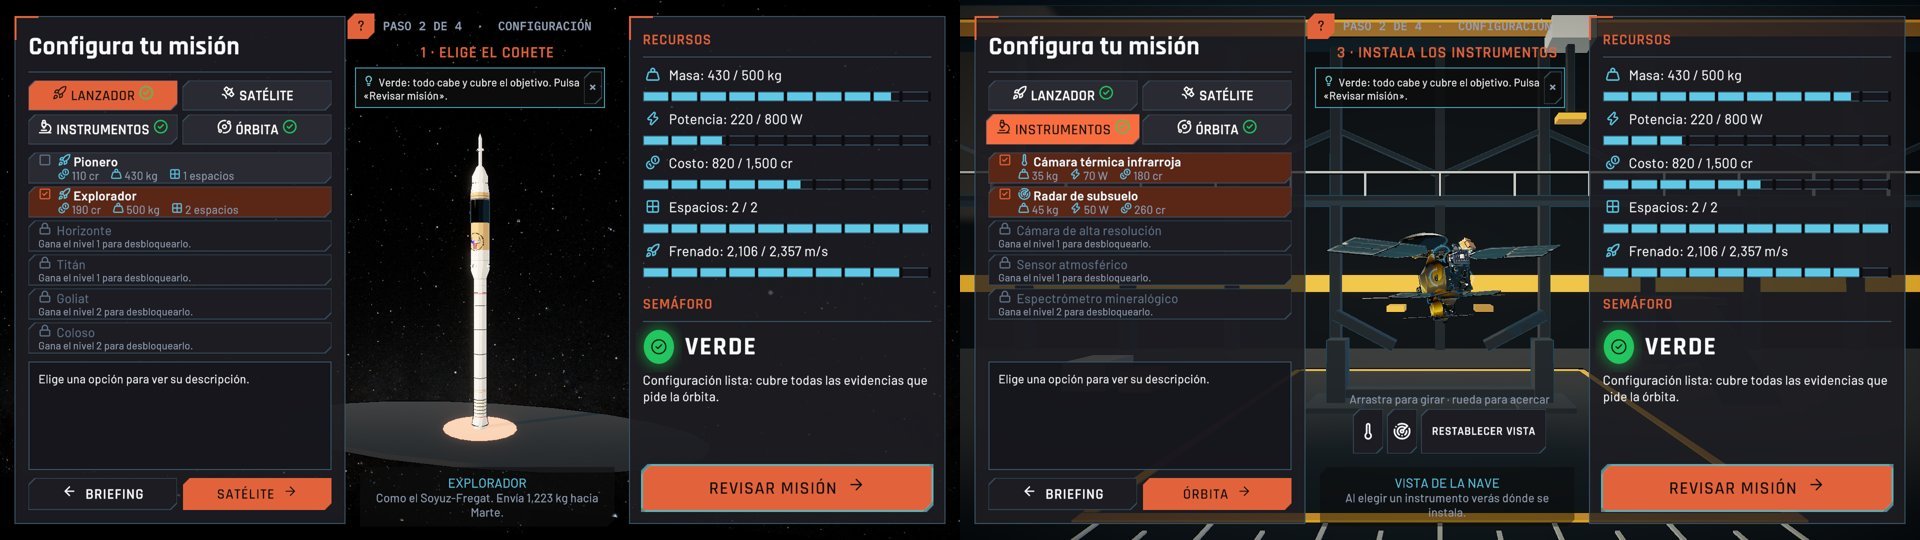 Configura tu misión
LANZADOR
SATÉLITE
INSTRUMENTOS
ÓRBITA
Pionero
110 cr 430 kg 1 espacios
Explorador
190 cr 500 kg 2 espacios
Horizonte
Gana el nivel 1 para desbloquearlo.
Titán
Gana el nivel 1 para desbloquearlo.
Goliat
Gana el nivel 2 para desbloquearlo.
Coloso
Gana el nivel 2 para desbloquearlo.
Elige una opción para ver su descripción.
← BRIEFING
SATÉLITE →
? PASO 2 DE 4 · CONFIGURACIÓN
1 · ELIGE EL COHETE
Verde: todo cabe y cubre el objetivo. Pulsa
«Revisar misión».
×
EXPLORADOR
Como el Soyuz-Fregat. Envía 1,223 kg hacia
Marte.
RECURSOS
Masa: 430 / 500 kg
Potencia: 220 / 800 W
Costo: 820 / 1,500 cr
Espacios: 2 / 2
Frenado: 2,106 / 2,357 m/s
SEMÁFORO
VERDE
Configuración lista: cubre todas las evidencias que
pide la órbita.
REVISAR MISIÓN →
Configura tu misión
LANZADOR
SATÉLITE
INSTRUMENTOS
ÓRBITA
Cámara térmica infrarroja
35 kg 70 W 180 cr
Radar de subsuelo
45 kg 50 W 260 cr
Cámara de alta resolución
Gana el nivel 1 para desbloquearlo.
Sensor atmosférico
Gana el nivel 1 para desbloquearlo.
Espectrómetro mineralógico
Gana el nivel 2 para desbloquearlo.
Elige una opción para ver su descripción.
← BRIEFING
ÓRBITA →
? PASO 2 DE 4 · CONFIGURACIÓN
3 · INSTALA LOS INSTRUMENTOS
Verde: todo cabe y cubre el objetivo. Pulsa
«Revisar misión».
×
Arrastra para girar · rueda para acercar
RESTABLECER VISTA
VISTA DE LA NAVE
Al elegir un instrumento verás dónde se
instala.
RECURSOS
Masa: 430 / 500 kg
Potencia: 220 / 800 W
Costo: 820 / 1,500 cr
Espacios: 2 / 2
Frenado: 2,106 / 2,357 m/s
SEMÁFORO
VERDE
Configuración lista: cubre todas las evidencias que
pide la órbita.
REVISAR MISIÓN →